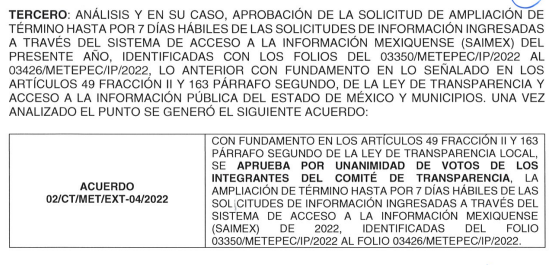 TERCERO: ANÁLISIS Y EN SU CASO, APROBACIÓN DE LA SOLICITUD DE AMPLIACIÓN DE
TÉRMINO HASTA POR 7 DÍAS HÁBILES DE LAS SOLICITUDES DE INFORMACIÓN INGRESADAS
A TRAVÉS DEL SISTEMA DE ACCESO A LA INFORMACIÓN MEXIQUENSE (SAIMEX) DEL
PRESENTE AÑO, IDENTIFICADAS CON LOS FOLIOS DEL 03350/METEPEC/IP/2022 AL
03426/METEPEC/IP/2022, LO ANTERIOR CON FUNDAMENTO EN LO SEÑALADO EN LOS
ARTÍCULOS 49 FRACCIÓN II Y 163 PÁRRAFO SEGUNDO, DE LA LEY DE TRANSPARENCIA Y
ACCESO A LA INFORMACIÓN PÚBLICA DEL ESTADO DE MÉXICO Y MUNICIPIOS. UNA VEZ
ANALIZADO EL PUNTO SE GENERÓ EL SIGUIENTE ACUERDO:
ACUERDO
02/CT/MET/EXT-04/2022
CON FUNDAMENTO EN LOS ARTÍCULOS 49 FRACCIÓN II Y 163
PÁRRAFO SEGUNDO DE LA LEY DE TRANSPARENCIA LOCAL,
SE APRUEBA POR UNANIMIDAD DE VOTOS DE LOS
INTEGRANTES DEL COMITÉ DE TRANSPARENCIA, LA
AMPLIACIÓN DE TÉRMINO HASTA POR 7 DÍAS HÁBILES DE LAS
SOLICITUDES DE INFORMACIÓN INGRESADAS A TRAVÉS DEL
SISTEMA DE ACCESO A LA INFORMACIÓN MEXIQUENSE
(SAIMEX) DE 2022, IDENTIFICADAS DEL FOLIO
03350/METEPEC/IP/2022 AL FOLIO 03426/METEPEC/IP/2022.